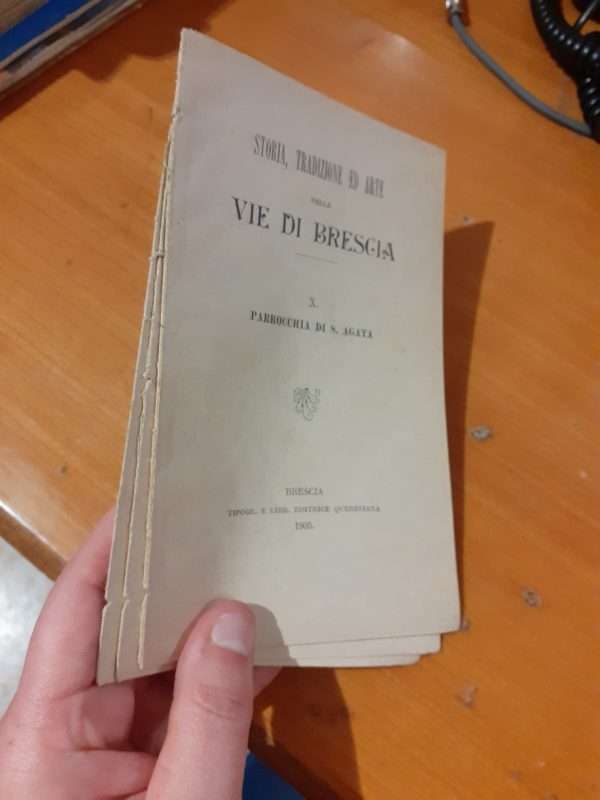 STORIA, TRADIZIONE ED ARTE
NELLE
VIE DI BRESCIA
X.
PARROCCHIA DI S. AGATA
BRESCIA
TIPOGR. E LIBR. EDITRICE QUERINIANA
1905.